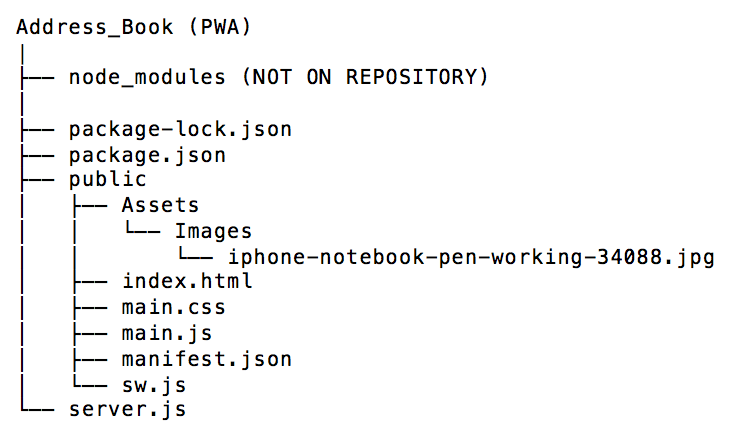 Address_Book (PWA)
|
├── node_modules (NOT ON REPOSITORY)
│
├── package-lock.json
├── package.json
├── public
│   ├── Assets
│   │   └── Images
│   │       └── iphone-notebook-pen-working-34088.jpg
│   ├── index.html
│   ├── main.css
│   ├── main.js
│   ├── manifest.json
│   └── sw.js
└── server.js